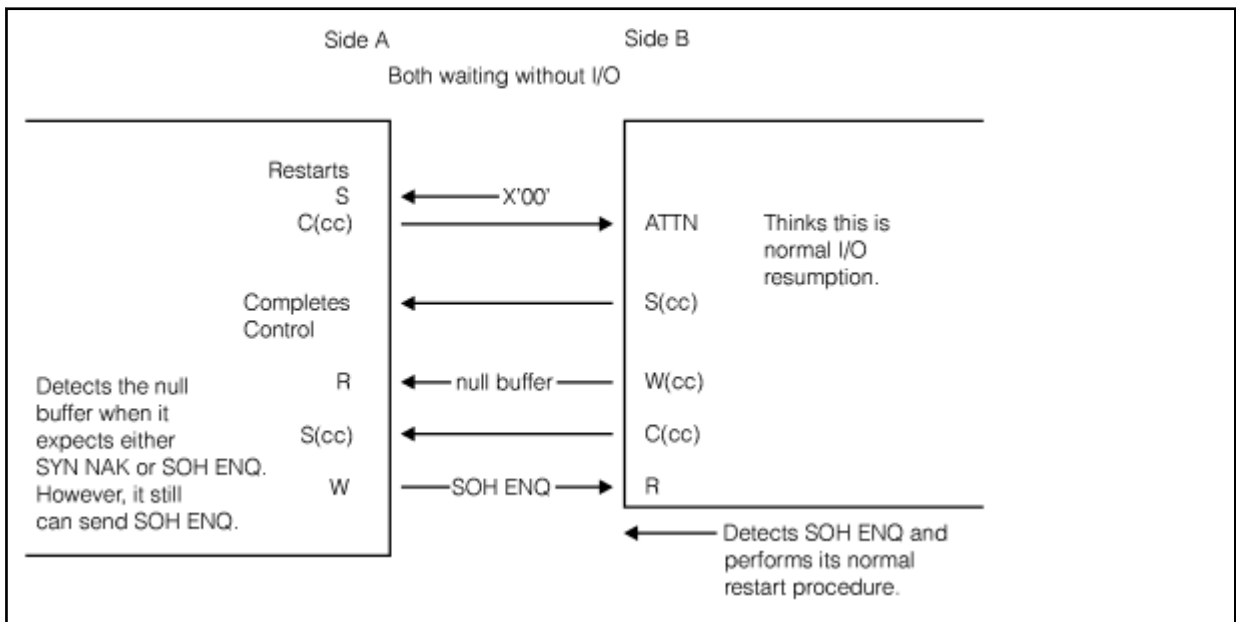 Side A
Side B
Both waiting without I/O
Restarts
S
X'00'
C(cc)
ATTN
Thinks this is
normal I/O
resumption.
Completes
Control
S(cc)
Detects the null
buffer when it
expects either
SYN NAK or SOH ENQ.
However, it still
can send SOH ENQ.
R
null buffer
W(cc)
S(cc)
C(cc)
W
SOH ENQ
R
Detects SOH ENQ and
performs its normal
restart procedure.